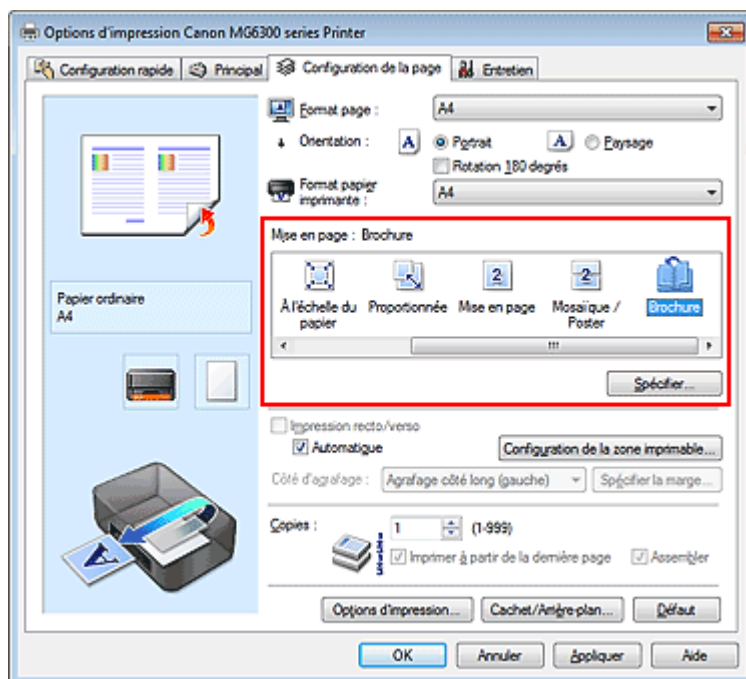 Options d'impression Canon MG6300 series Printer
Configuration rapide Principal Configuration de la page Entretien
Format page : A4
Orientation : A Portrait A Paysage
Rotation 180 degrés
Format papier
imprimante : A4
Mise en page : Brochure
2 2
À l'échelle du Proportionnée Mise en page Mosaïque / Brochure
papier Poster
Papier ordinaire
A4
Spécifier...
Impression recto/verso
Automatique Configuration de la zone imprimable...
Côté d'agrafage : Agrafage côté long (gauche) Spécifier la marge...
Copies : 1 (1-999)
Imprimer à partir de la dernière page Assembler
A
Options d'impression... Cachet/Arrière-plan... Défaut
OK Annuler Appliquer Aide